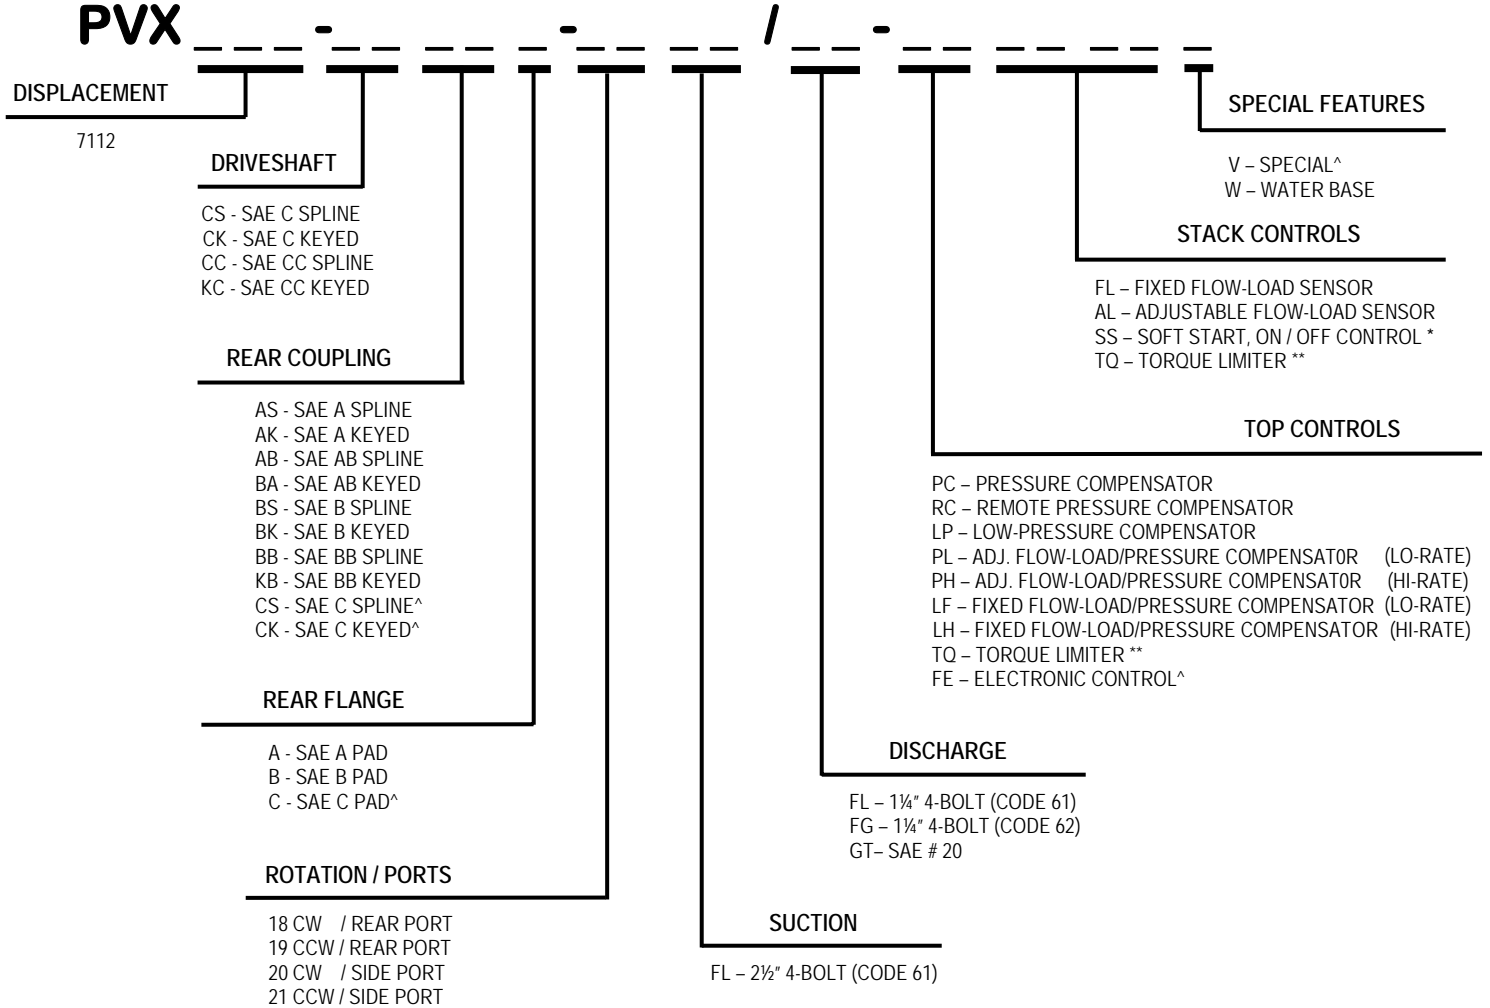 PVX _ _ _ _ - _ _ _ _ _ - _ _ _ _ / _ _ - _ _ _ _ _ _ _
DISPLACEMENT
7112
DRIVESHAFT
CS - SAE C SPLINE
CK - SAE C KEYED
CC - SAE CC SPLINE
KC - SAE CC KEYED
REAR COUPLING
AS - SAE A SPLINE
AK - SAE A KEYED
AB - SAE AB SPLINE
BA - SAE AB KEYED
BS - SAE B SPLINE
BK - SAE B KEYED
BB - SAE BB SPLINE
KB - SAE BB KEYED
CS - SAE C SPLINE^
CK - SAE C KEYED^
REAR FLANGE
A - SAE A PAD
B - SAE B PAD
C - SAE C PAD^
ROTATION / PORTS
18 CW / REAR PORT
19 CCW / REAR PORT
20 CW / SIDE PORT
21 CCW / SIDE PORT
SUCTION
FL – 2½" 4-BOLT (CODE 61)
DISCHARGE
FL – 1¼" 4-BOLT (CODE 61)
FG – 1¼" 4-BOLT (CODE 62)
GT– SAE # 20
TOP CONTROLS
PC – PRESSURE COMPENSATOR
RC – REMOTE PRESSURE COMPENSATOR
LP – LOW-PRESSURE COMPENSATOR
PL – ADJ. FLOW-LOAD/PRESSURE COMPENSAT0R (LO-RATE)
PH – ADJ. FLOW-LOAD/PRESSURE COMPENSAT0R (HI-RATE)
LF – FIXED FLOW-LOAD/PRESSURE COMPENSATOR (LO-RATE)
LH – FIXED FLOW-LOAD/PRESSURE COMPENSATOR (HI-RATE)
TQ – TORQUE LIMITER **
FE – ELECTRONIC CONTROL^
STACK CONTROLS
FL – FIXED FLOW-LOAD SENSOR
AL – ADJUSTABLE FLOW-LOAD SENSOR
SS – SOFT START, ON / OFF CONTROL *
TQ – TORQUE LIMITER **
SPECIAL FEATURES
V – SPECIAL^
W – WATER BASE